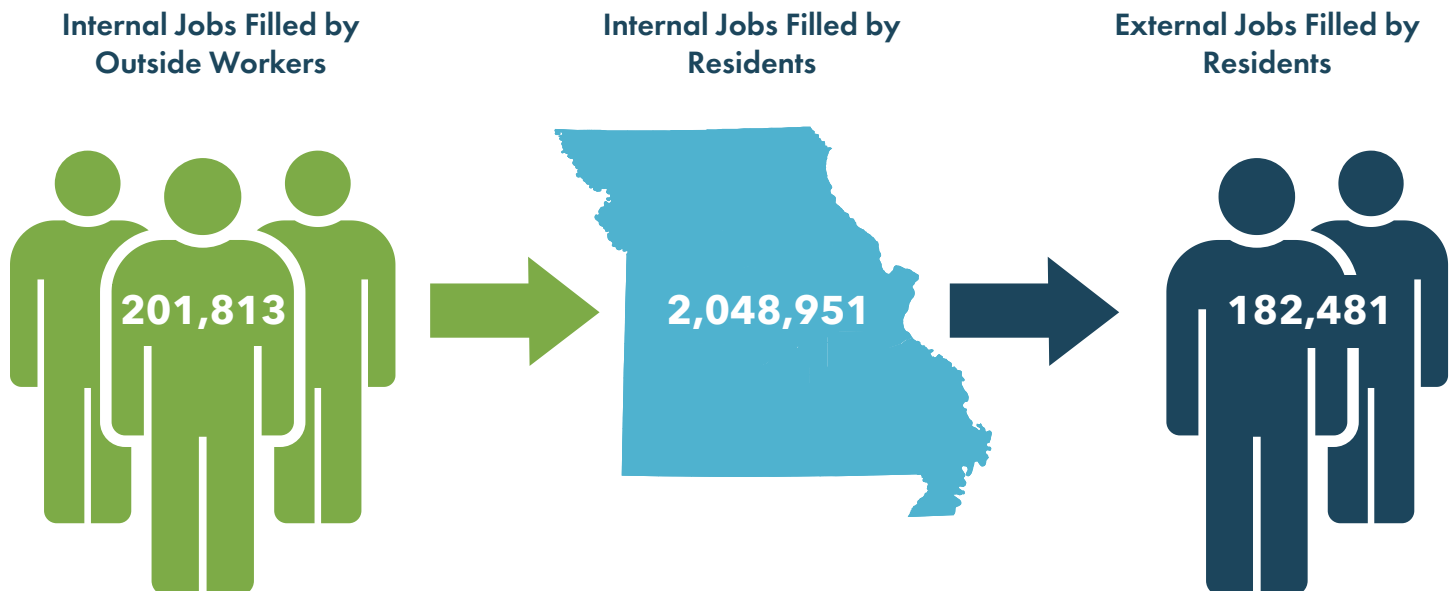 Internal Jobs Filled by
Outside Workers
Internal Jobs Filled by
Residents
External Jobs Filled by
Residents
201,813
2,048,951
182,481